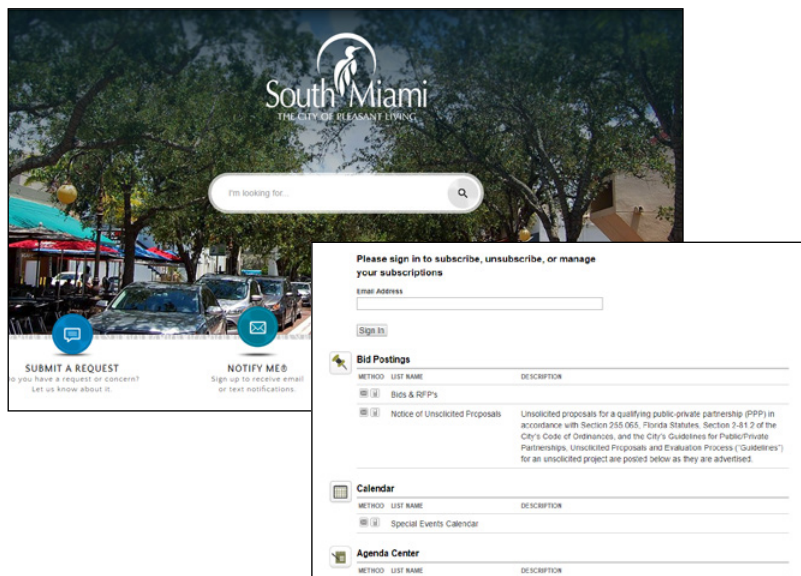 South Miami
THE CITY OF PLEASANT LIVING
I'm looking for...
SUBMIT A REQUEST
o you have a request or concern?
Let us know about it.
NOTIFY ME®
Sign up to receive email
or text notifications.
Please sign in to subscribe, unsubscribe, or manage
your subscriptions
Email Address
Sign In
Bid Postings
METHOD LIST NAME DESCRIPTION
Bids & RFP's
Notice of Unsolicited Proposals
Unsolicited proposals for a qualifying public-private partnership (PPP) in
accordance with Section 255.065, Florida Statutes, Section 2-81.2 of the
City's Code of Ordinances, and the City's Guidelines for Public/Private
Partnerships, Unsolicited Proposals and Evaluation Process ("Guidelines")
for an unsolicited project are posted below as they are advertised.
Calendar
METHOD LIST NAME DESCRIPTION
Special Events Calendar
Agenda Center
METHOD LIST NAME DESCRIPTION